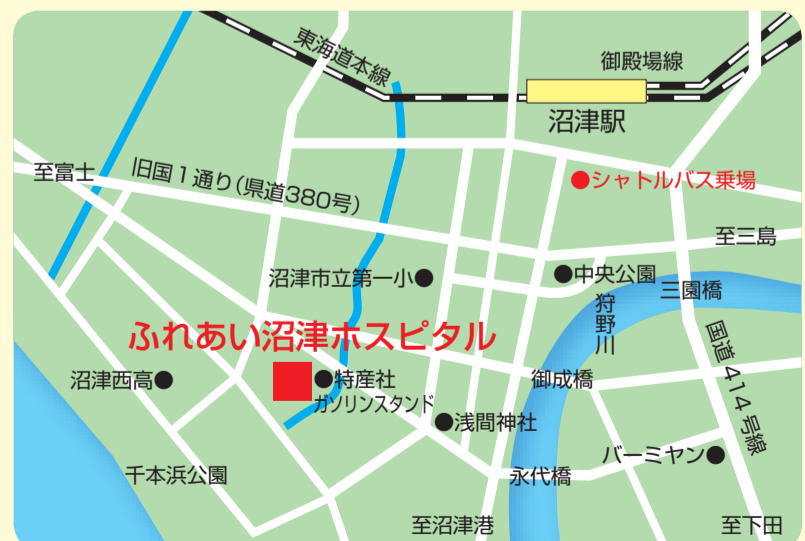 東海道本線
御殿場線
沼津駅
至富士
旧国1通り(県道380号)
シャトルバス乗場
至三島
沼津市立第一小
中央公園
三園橋
狩野川
ふれあい沼津ホスピタル
国道414号線
沼津西高
特産社
ガソリンスタンド
御成橋
浅間神社
バーミヤン
千本浜公園
永代橋
至沼津港
至下田